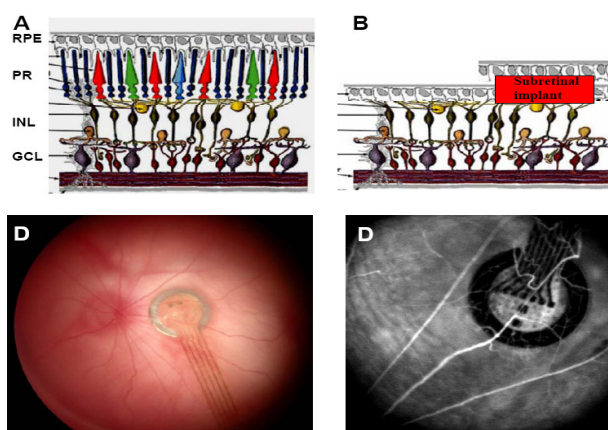 A
RPE
PR
INL
GCL
B
Subretinal
implant
D
D